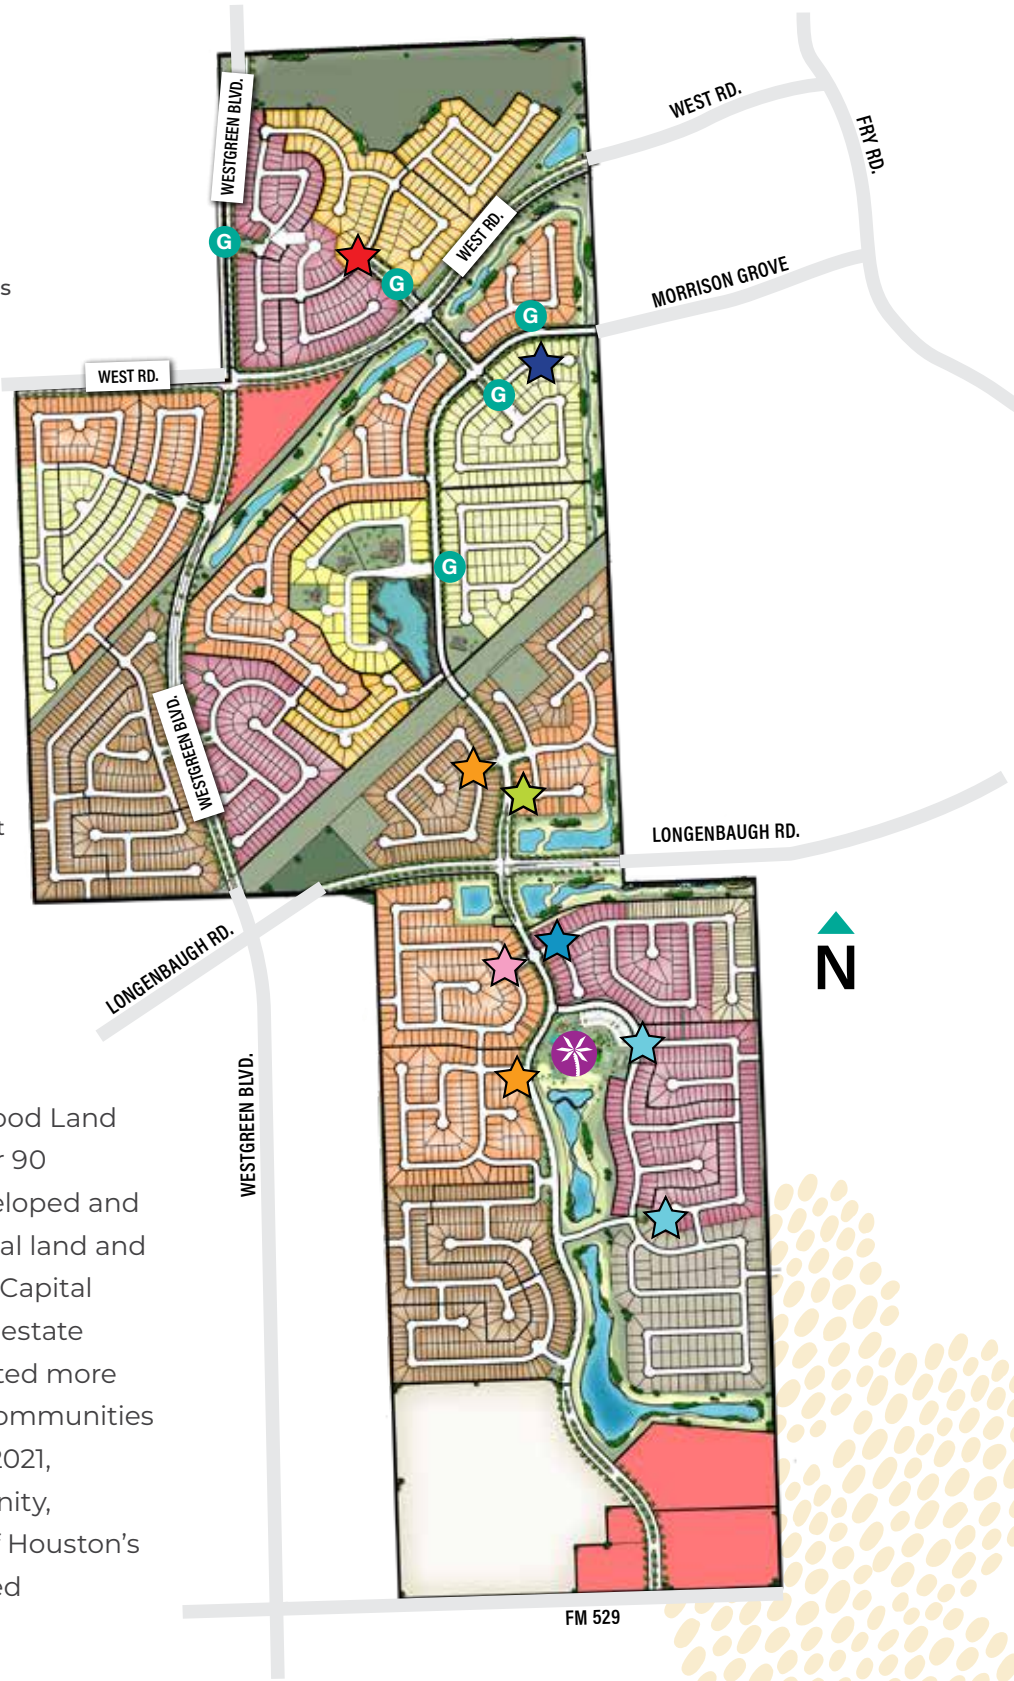 WESTGREEN BLVD.
WEST RD.
FRY RD.
G
WEST RD.
s
G
MORRISON GROVE
G
WEST RD.
G
G
WESTGREEN BLVD.
t
LONGENBAUGH RD.
LONGENBAUGH RD.
N
WESTGREEN BLVD.
ood Land
r 90
eloped and
al land and
Capital
estate
ted more
ommunities
2021,
nity,
f Houston’s
ed
FM 529